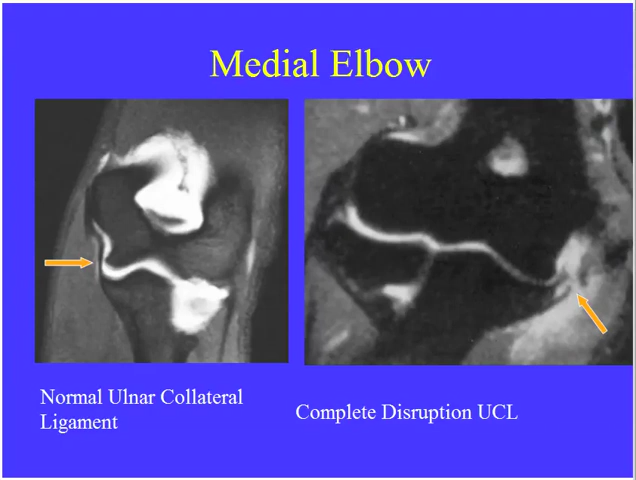 Medial Elbow
Normal Ulnar Collateral
Ligament
Complete Disruption UCL